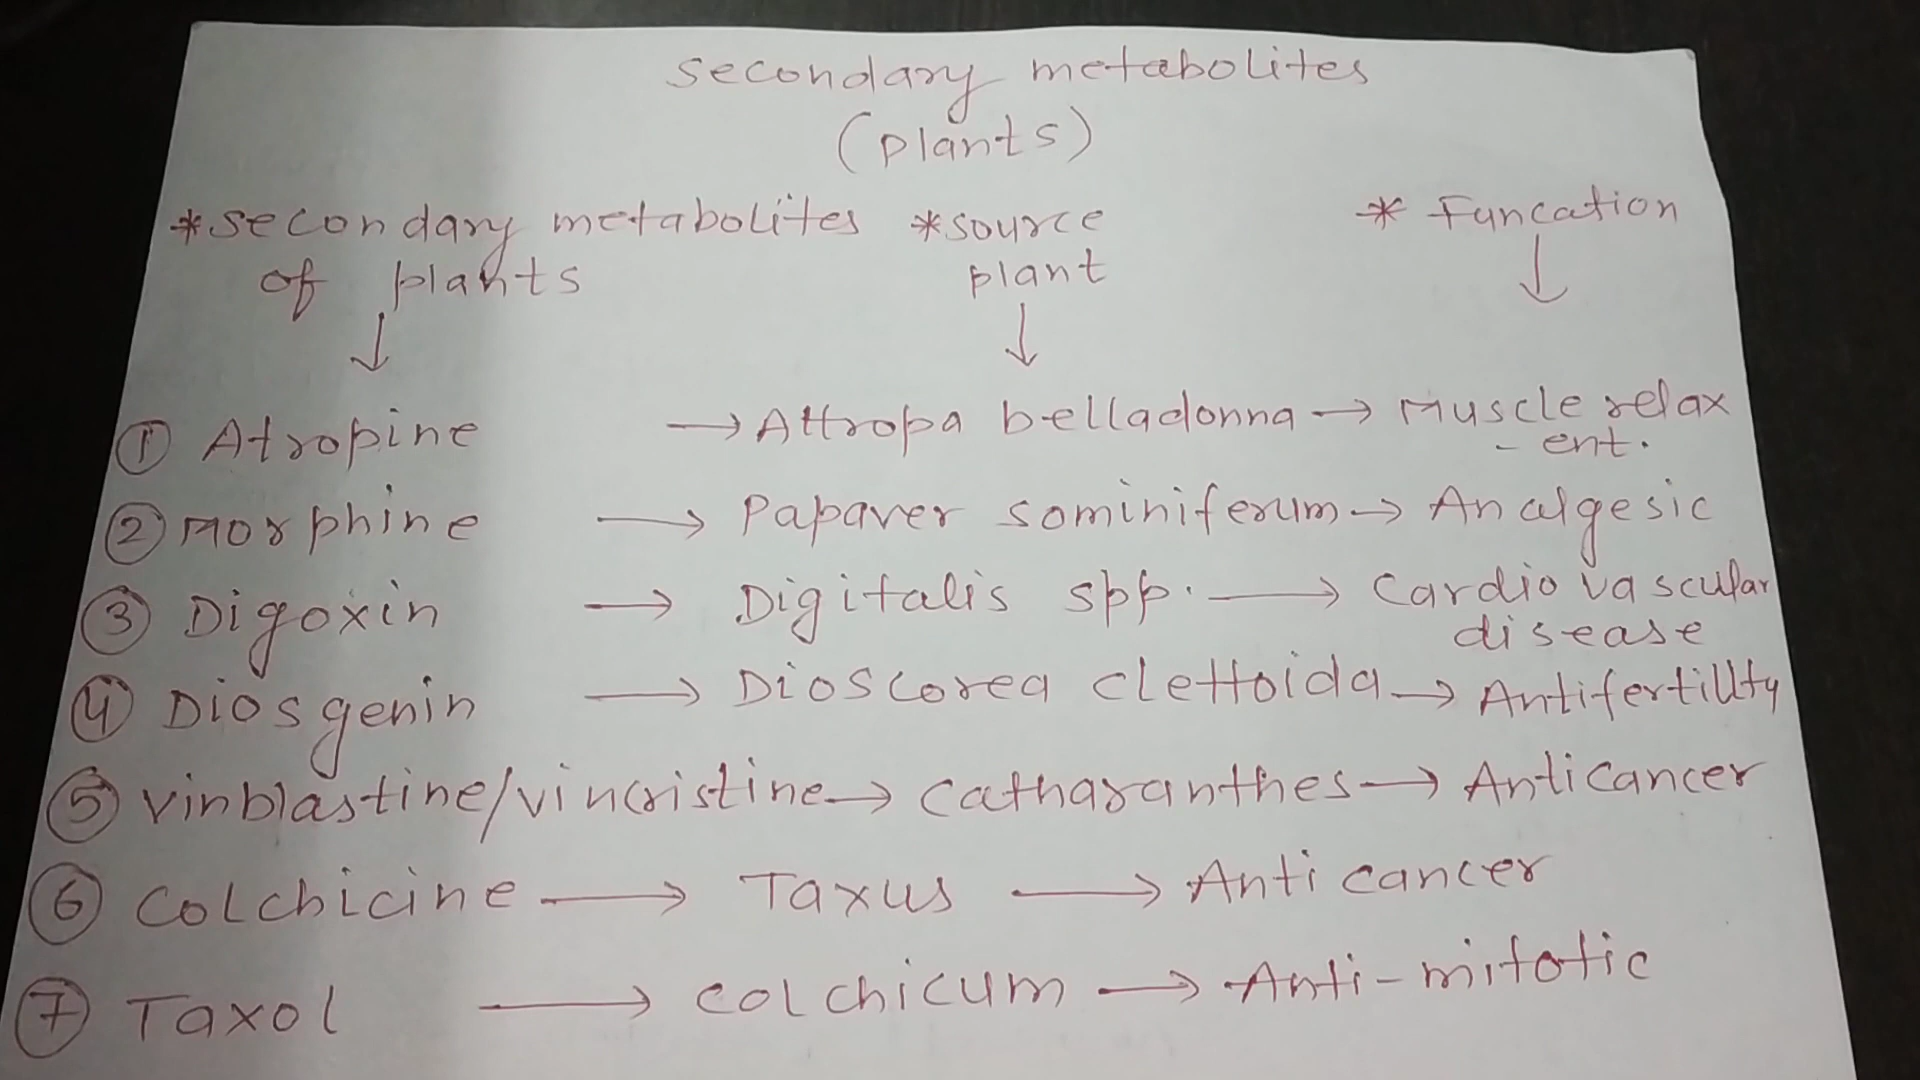 secondary metabolites
(plants)
*secondary metabolites *source * Funcation
of plants plant ↓
↓ ↓
① Atropine → Attropa belladonna → Muscle relax
- ent.
② Morphine → Papaver sominiferum → Analgesic
③ Digoxin → Digitalis spp. → Cardio vascular
disease
④ Diosgenin → Dioscorea clettoida → Antifertillty
⑤ vinblastine/vincristine → catharanthes → Anticancer
⑥ Colchicine → Taxus → Anti cancer
⑦ Taxol → colchicum → Anti-mitotic